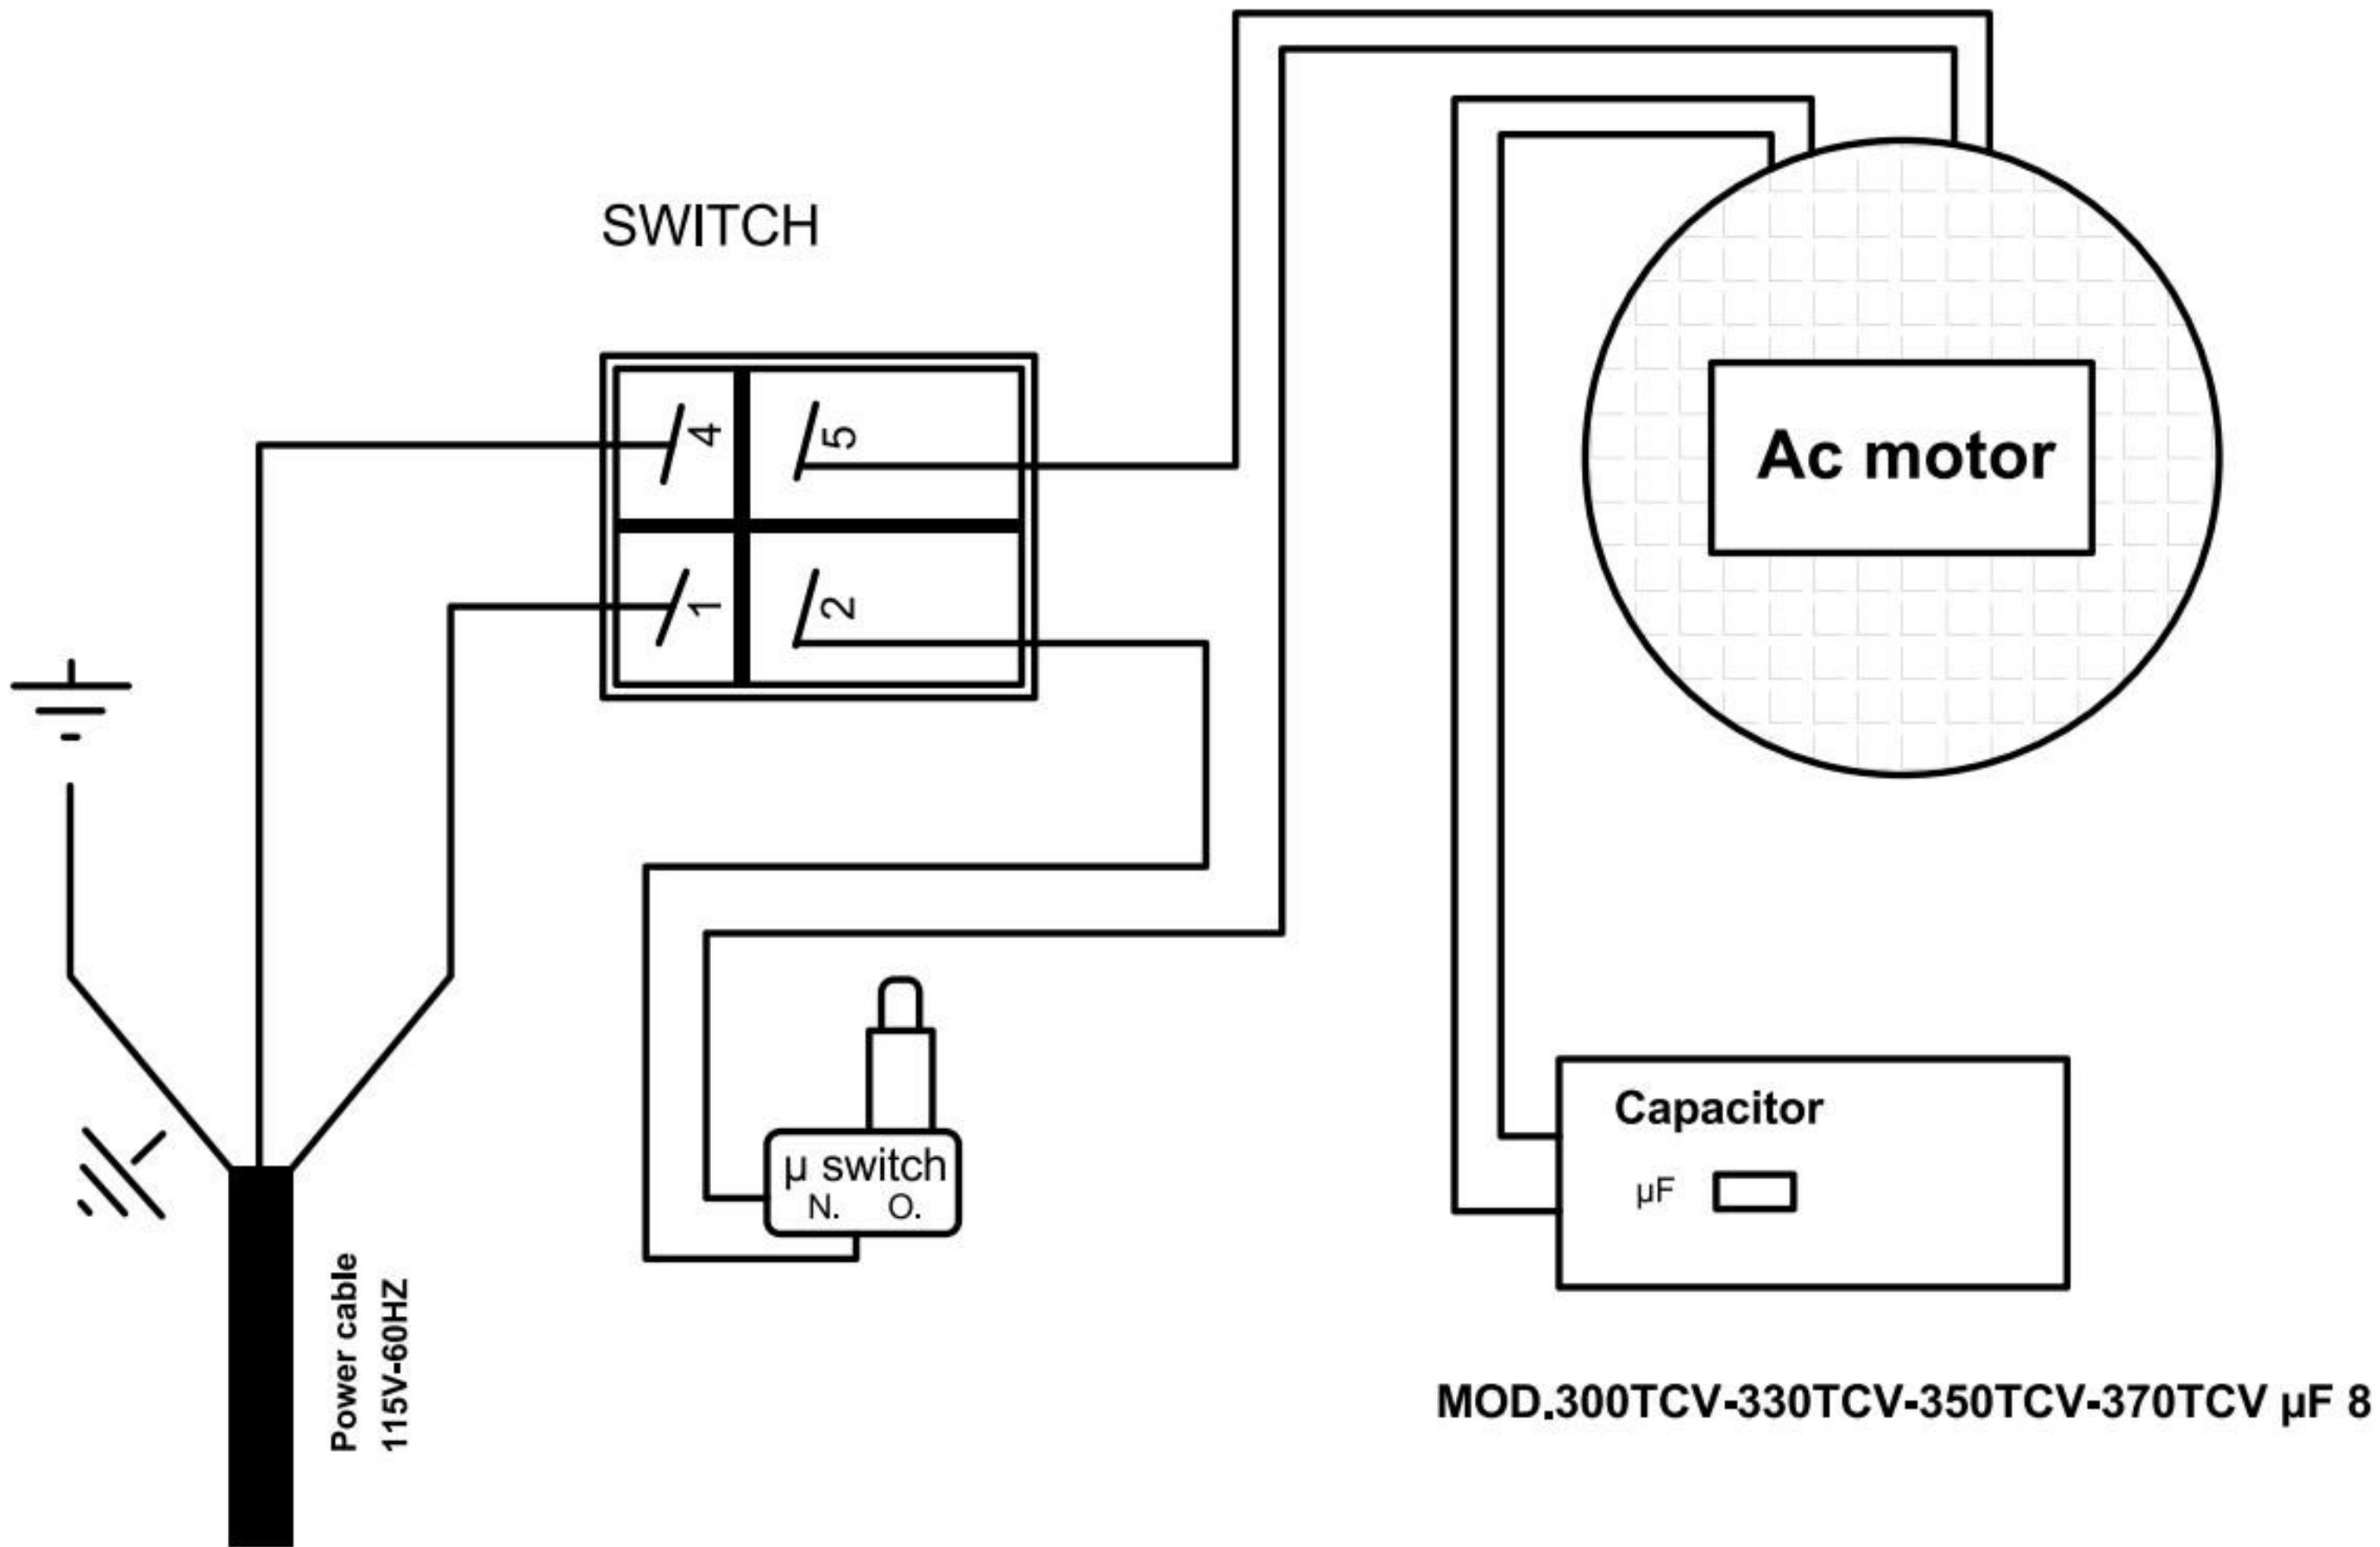 SWITCH
4
5
1
2
Ac motor
µ switch
N. O.
Capacitor
µF
Power cable
115V-60HZ
MOD.300TCV-330TCV-350TCV-370TCV µF 8